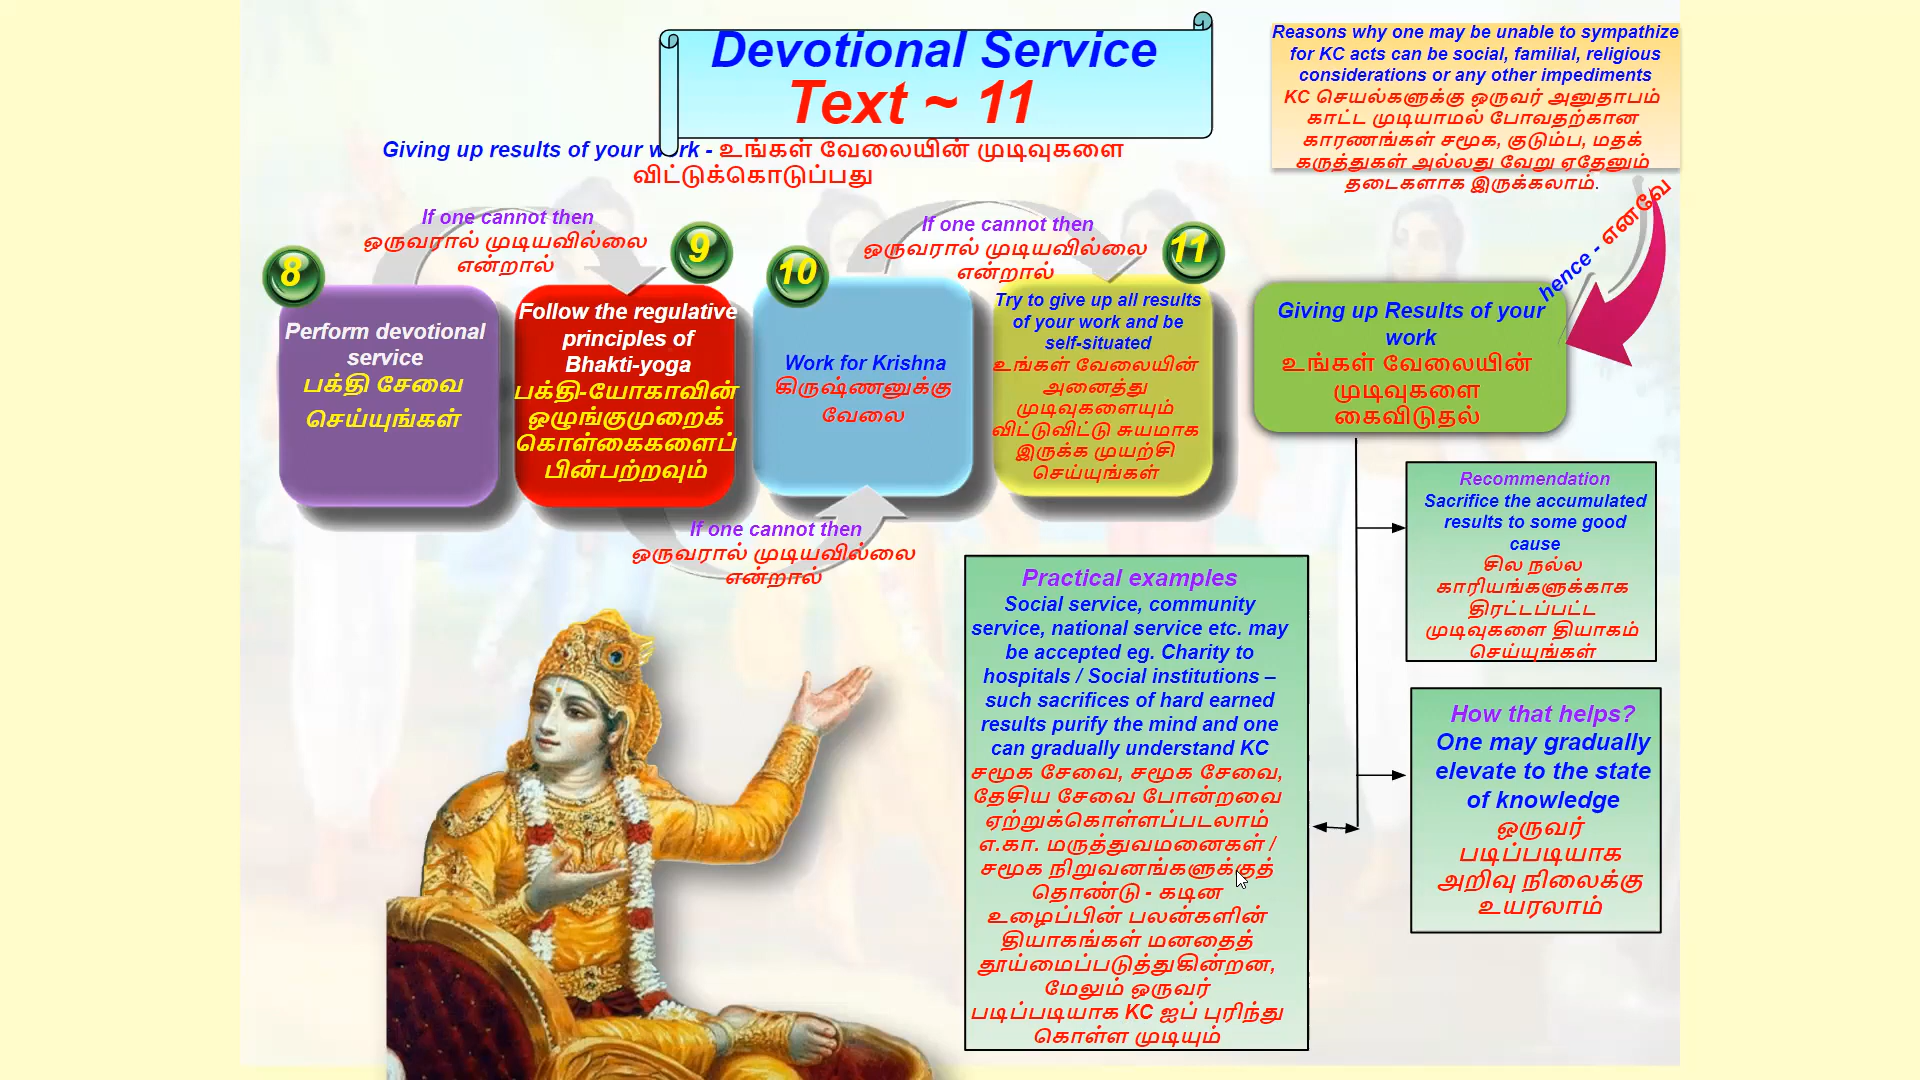 Devotional Service
Text ~ 11
Giving up results of your work - உங்கள் வேலையின் முடிவுகளை
விட்டுக்கொடுப்பது
Reasons why one may be unable to sympathize
for KC acts can be social, familial, religious
considerations or any other impediments
KC செயல்களுக்கு ஒருவர் அனுதாபம்
காட்ட முடியாமல் போவதற்கான
காரணங்கள் சமூக, குடும்ப, மதக்
கருத்துகள் அல்லது வேறு ஏதேனும்
தடைகளாக இருக்கலாம்.
hence - எனவே
If one cannot then
ஒருவரால் முடியவில்லை
என்றால்
If one cannot then
ஒருவரால் முடியவில்லை
என்றால்
8
Perform devotional
service
பக்தி சேவை
செய்யுங்கள்
9
Follow the regulative
principles of
Bhakti-yoga
பக்தி-யோகாவின்
ஒழுங்குமுறைக்
கொள்கைகளைப்
பின்பற்றவும்
10
Work for Krishna
கிருஷ்ணனுக்கு
வேலை
11
Try to give up all results
of your work and be
self-situated
உங்கள் வேலையின்
அனைத்து
முடிவுகளையும்
விட்டுவிட்டு சுயமாக
இருக்க முயற்சி
செய்யுங்கள்
Giving up Results of your
work
உங்கள் வேலையின்
முடிவுகளை
கைவிடுதல்
If one cannot then
ஒருவரால் முடியவில்லை
என்றால்
Recommendation
Sacrifice the accumulated
results to some good
cause
சில நல்ல
காரியங்களுக்காக
திரட்டப்பட்ட
முடிவுகளை தியாகம்
செய்யுங்கள்
Practical examples
Social service, community
service, national service etc. may
be accepted eg. Charity to
hospitals / Social institutions –
such sacrifices of hard earned
results purify the mind and one
can gradually understand KC
சமூக சேவை, சமூக சேவை,
தேசிய சேவை போன்றவை
ஏற்றுக்கொள்ளப்படலாம்
எ.கா. மருத்துவமனைகள் /
சமூக நிறுவனங்களுக்குத்
தொண்டு - கடின
உழைப்பின் பலன்களின்
தியாகங்கள் மனதைத்
தூய்மைப்படுத்துகின்றன,
மேலும் ஒருவர்
படிப்படியாக KC ஐப் புரிந்து
கொள்ள முடியும்
How that helps?
One may gradually
elevate to the state
of knowledge
ஒருவர்
படிப்படியாக
அறிவு நிலைக்கு
உயரலாம்